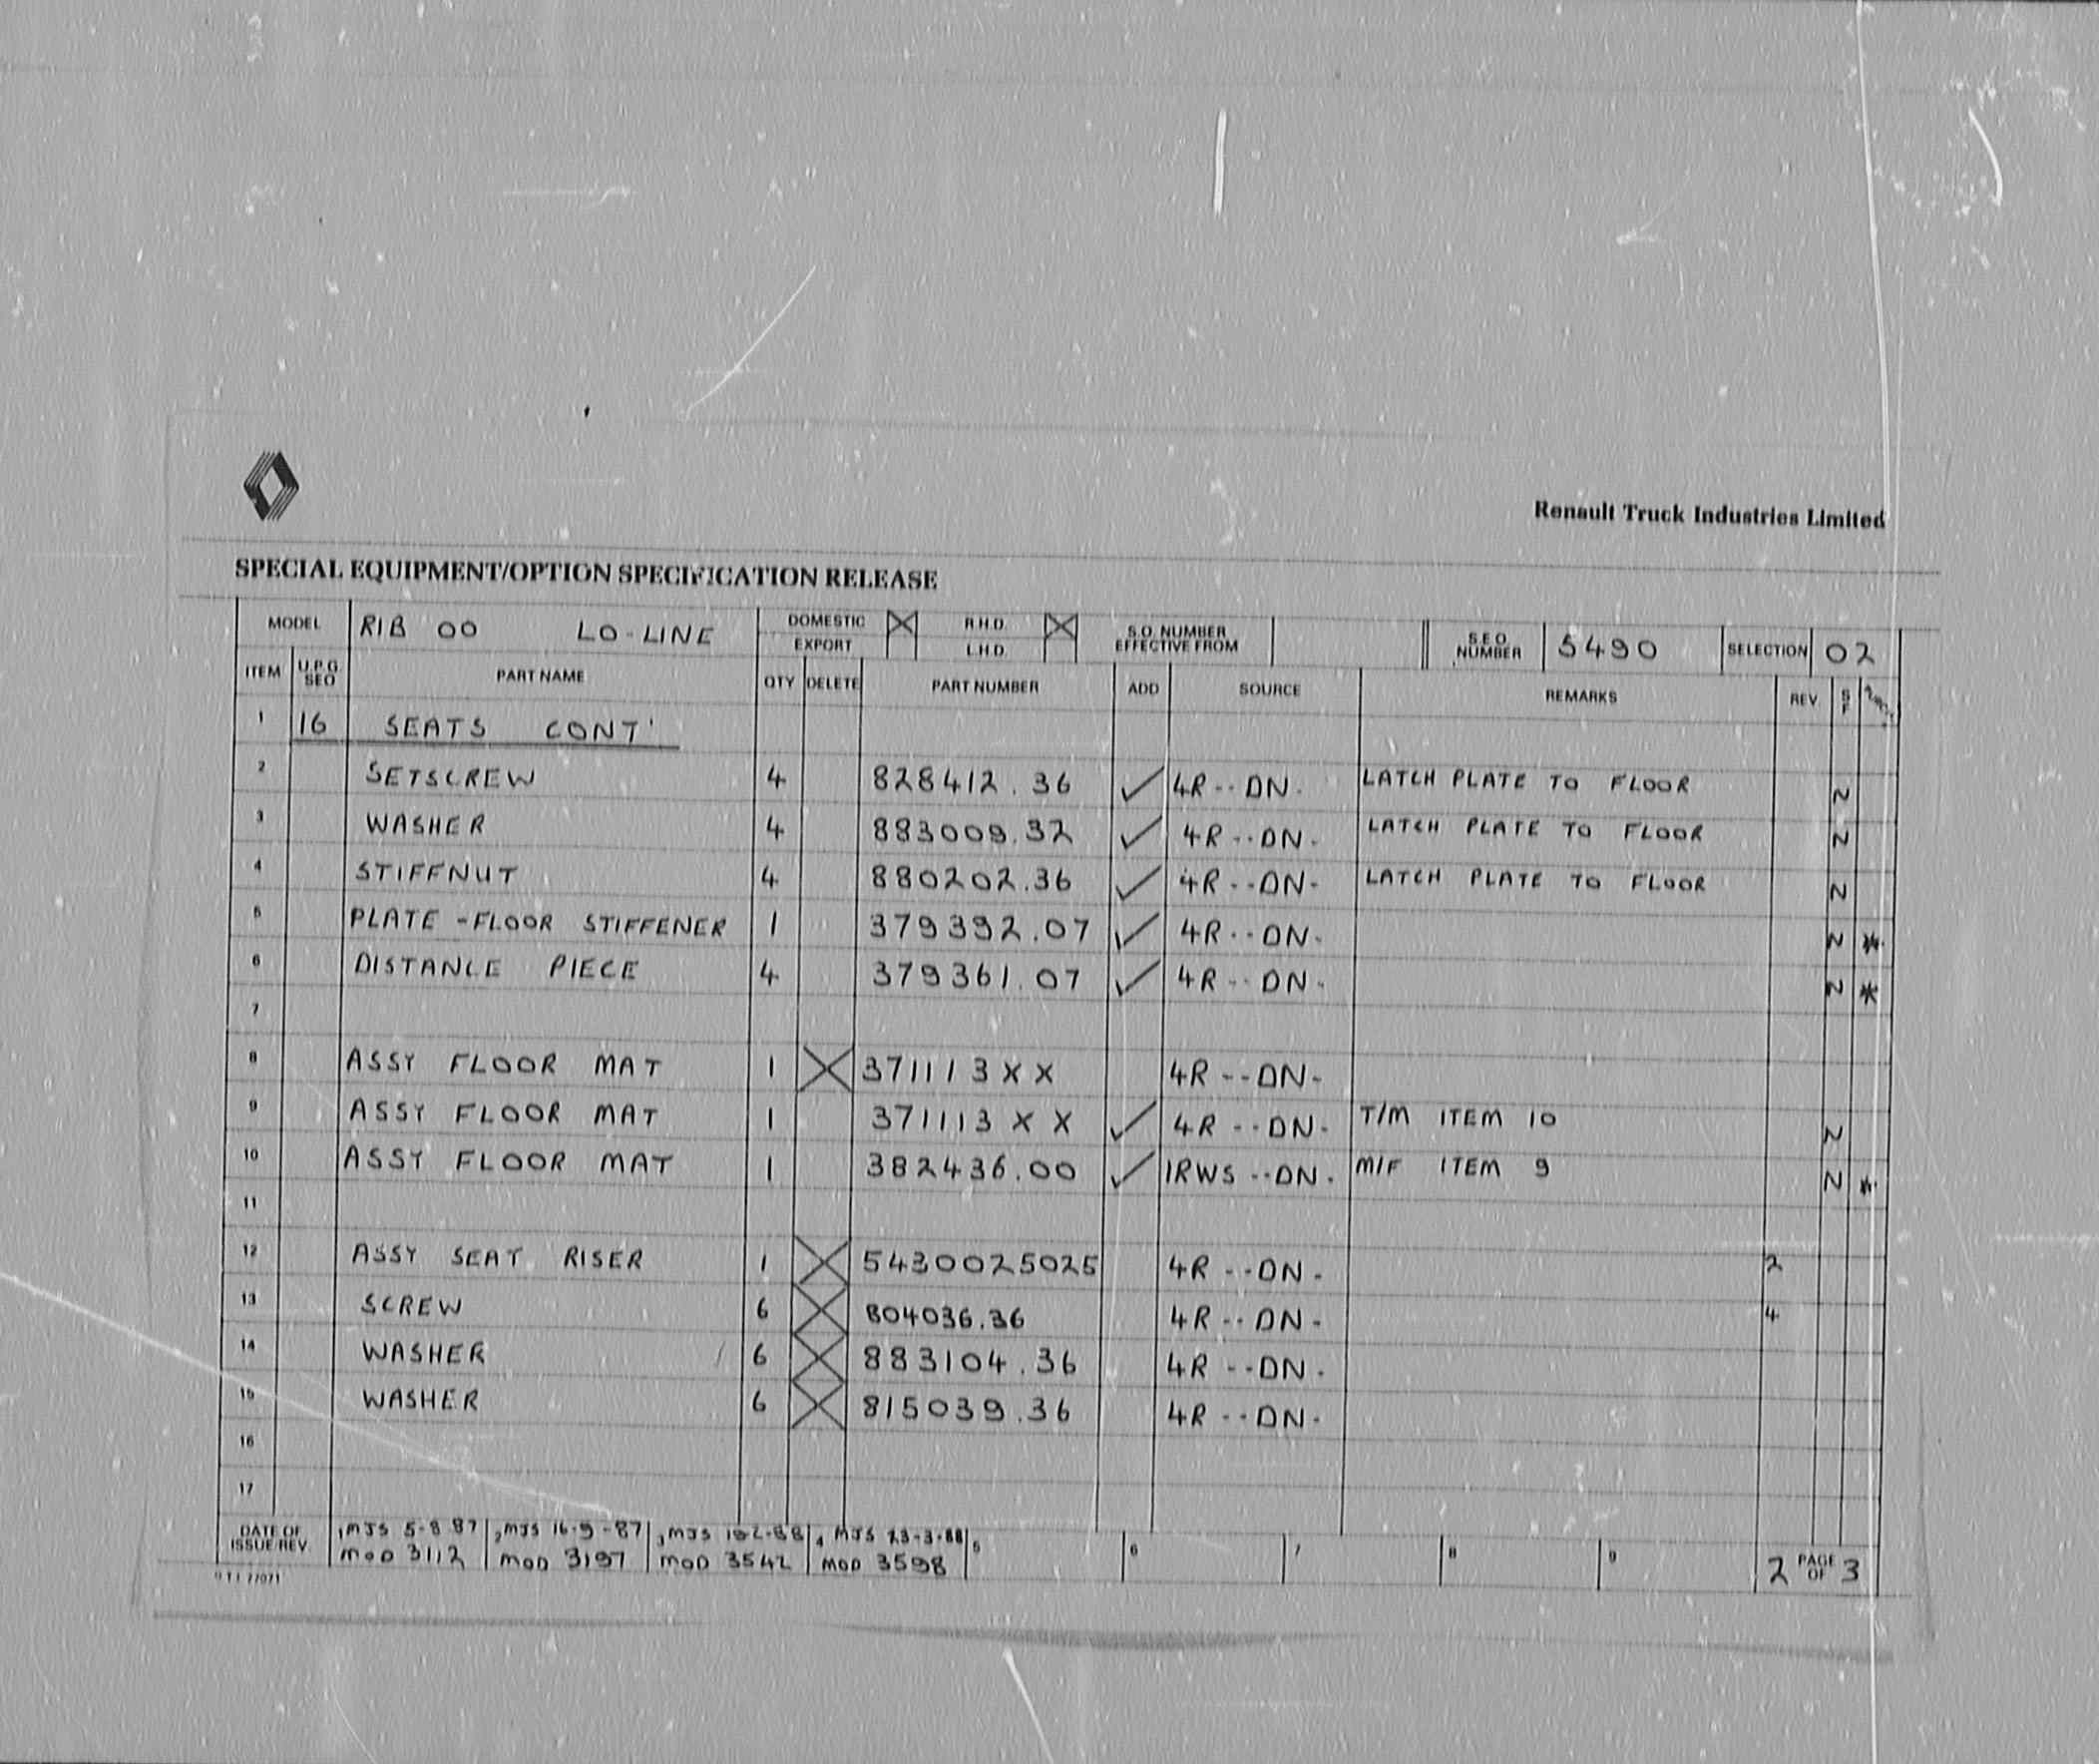 Renault Truck Industries Limited
SPECIAL EQUIPMENT/OPTION SPECIFICATION RELEASE
MODEL RIB 00 LO-LINE DOMESTIC EXPORT R.H.D. L.H.D. S.O. NUMBER EFFECTIVE FROM S.E.O. NUMBER 5490 SELECTION 02
ITEM U.P.G SEQ PART NAME QTY DELETE PART NUMBER ADD SOURCE REMARKS REV S F
1 16 SEATS CONT'
2 SETSCREW 4 828412.36 ✓ 4R--DN- LATCH PLATE TO FLOOR N
3 WASHER 4 883009.32 ✓ 4R--DN- LATCH PLATE TO FLOOR N
4 STIFFNUT 4 880202.36 ✓ 4R--DN- LATCH PLATE TO FLOOR N
5 PLATE-FLOOR STIFFENER 1 379392.07 ✓ 4R--DN- N *
6 DISTANCE PIECE 4 379361.07 ✓ 4R--DN- N *
7
8 ASSY FLOOR MAT 1 X 371113XX 4R--DN-
9 ASSY FLOOR MAT 1 371113XX ✓ 4R--DN- T/M ITEM 10 N
10 ASSY FLOOR MAT 1 382436.00 ✓ 1RWS--DN- M/F ITEM 9 N *
11
12 ASSY SEAT RISER 1 X 5430025025 4R--DN- 2
13 SCREW 6 X 804036.36 4R--DN- 4
14 WASHER 6 X 883104.36 4R--DN-
15 WASHER 6 X 815039.36 4R--DN-
16
17
DATE OF ISSUE/REV. 1 MJS 5-8-87 2 MJS 16-9-87 3 MJS 4 MJS 23-3-88 5 6 7 8 9
MOD 3112 MOD 3197 MOD 3542 MOD 3598 2 PAGE OF 3